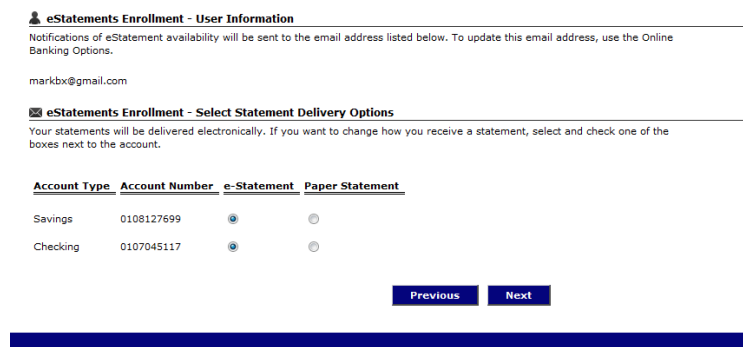 eStatements Enrollment - User Information
Notifications of eStatement availability will be sent to the email address listed below. To update this email address, use the Online
Banking Options.
markbx@gmail.com
eStatements Enrollment - Select Statement Delivery Options
Your statements will be delivered electronically. If you want to change how you receive a statement, select and check one of the
boxes next to the account.
Account Type Account Number e-Statement Paper Statement
Savings 0108127699
Checking 0107045117
Previous Next